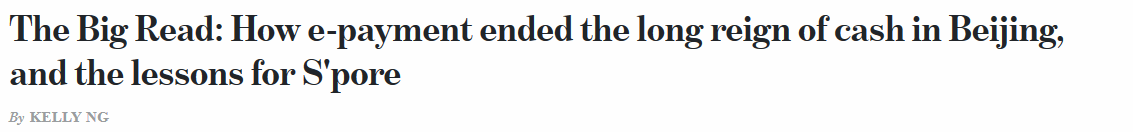 The Big Read: How e-payment ended the long reign of cash in Beijing,
and the lessons for S'pore
By KELLY NG